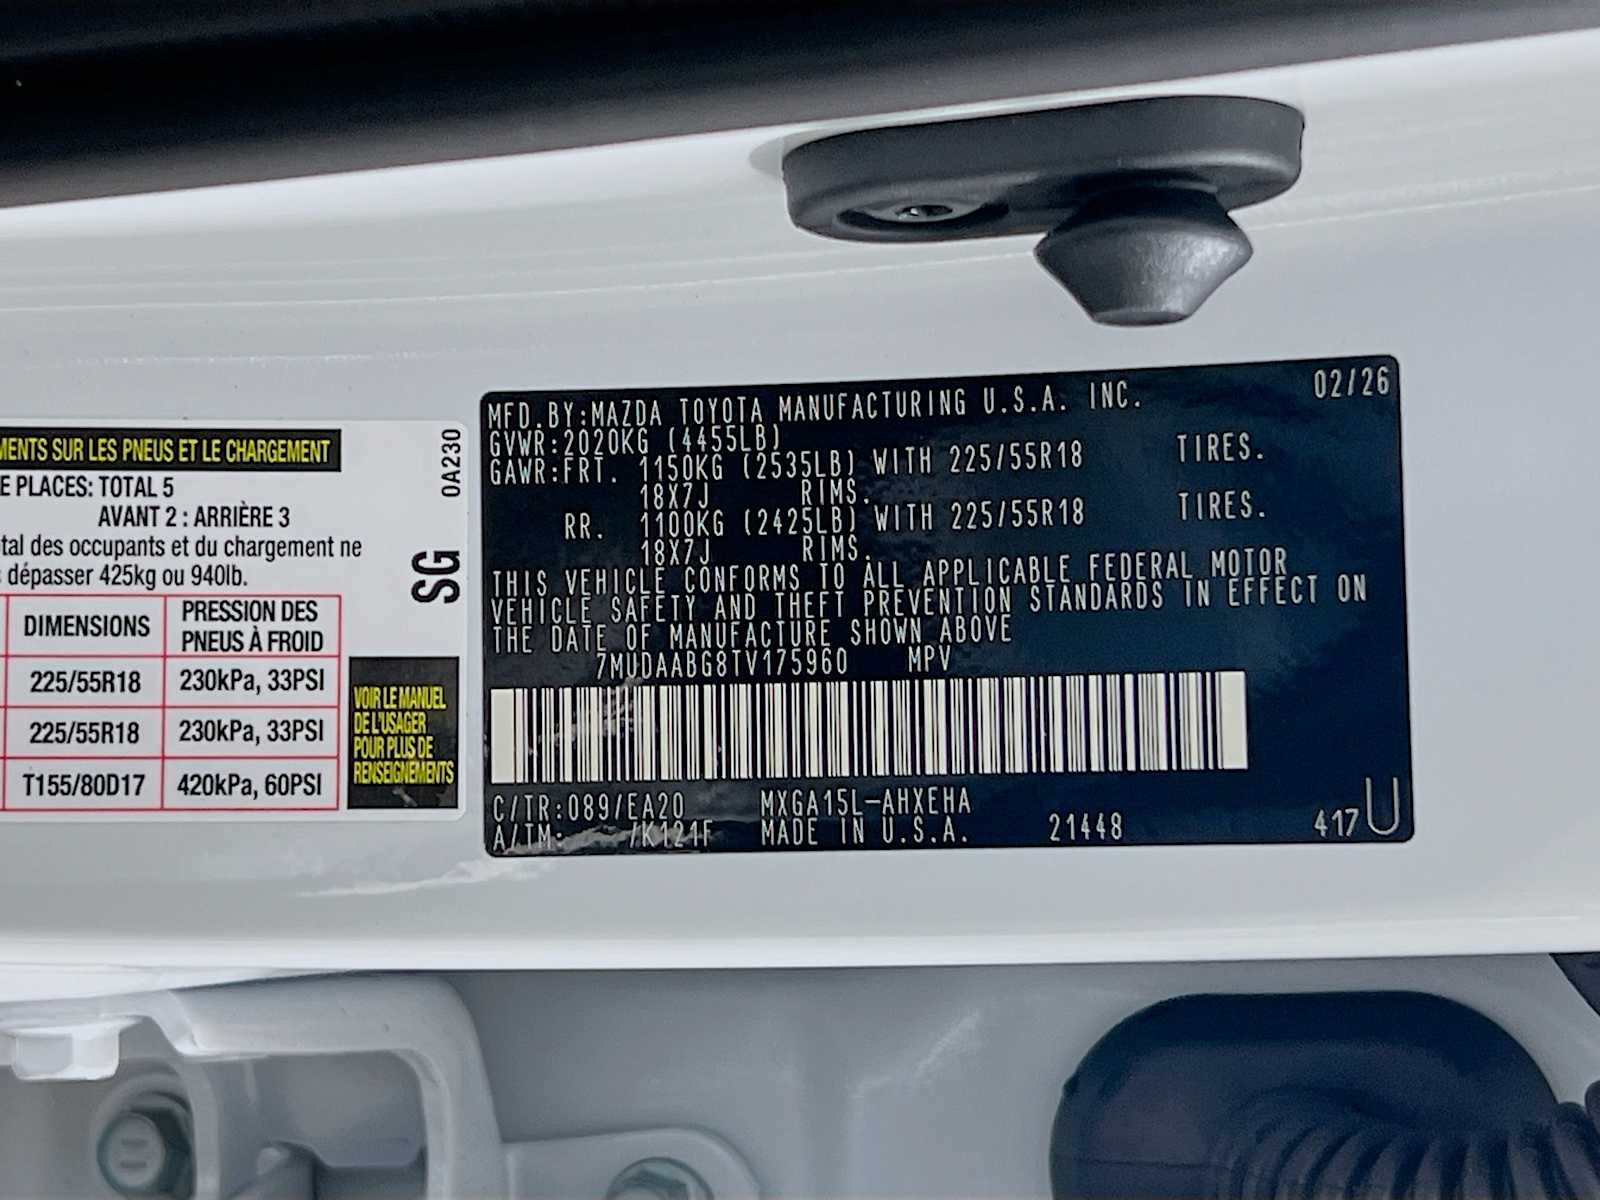 MENTS SUR LES PNEUS ET LE CHARGEMENT
E PLACES: TOTAL 5
AVANT 2 : ARRIÈRE 3
tal des occupants et du chargement ne
dépasser 425kg ou 940lb.
DIMENSIONS PRESSION DES PNEUS À FROID
225/55R18 230kPa, 33PSI
225/55R18 230kPa, 33PSI
T155/80D17 420kPa, 60PSI
0A230
SG
VOIR LE MANUEL
DE L'USAGER
POUR PLUS DE
RENSEIGNEMENTS
MFD.BY:MAZDA TOYOTA MANUFACTURING U.S.A. INC. 02/26
GVWR:2020KG (4455LB)
GAWR:FRT. 1150KG (2535LB) WITH 225/55R18 TIRES.
18X7J RIMS.
RR. 1100KG (2425LB) WITH 225/55R18 TIRES.
18X7J RIMS.
THIS VEHICLE CONFORMS TO ALL APPLICABLE FEDERAL MOTOR
VEHICLE SAFETY AND THEFT PREVENTION STANDARDS IN EFFECT ON
THE DATE OF MANUFACTURE SHOWN ABOVE
7MUDAABG8TV175960 MPV
C/TR:089/EA20 MXGA15L-AHXEHA
A/TM: /K121F MADE IN U.S.A. 21448 417U